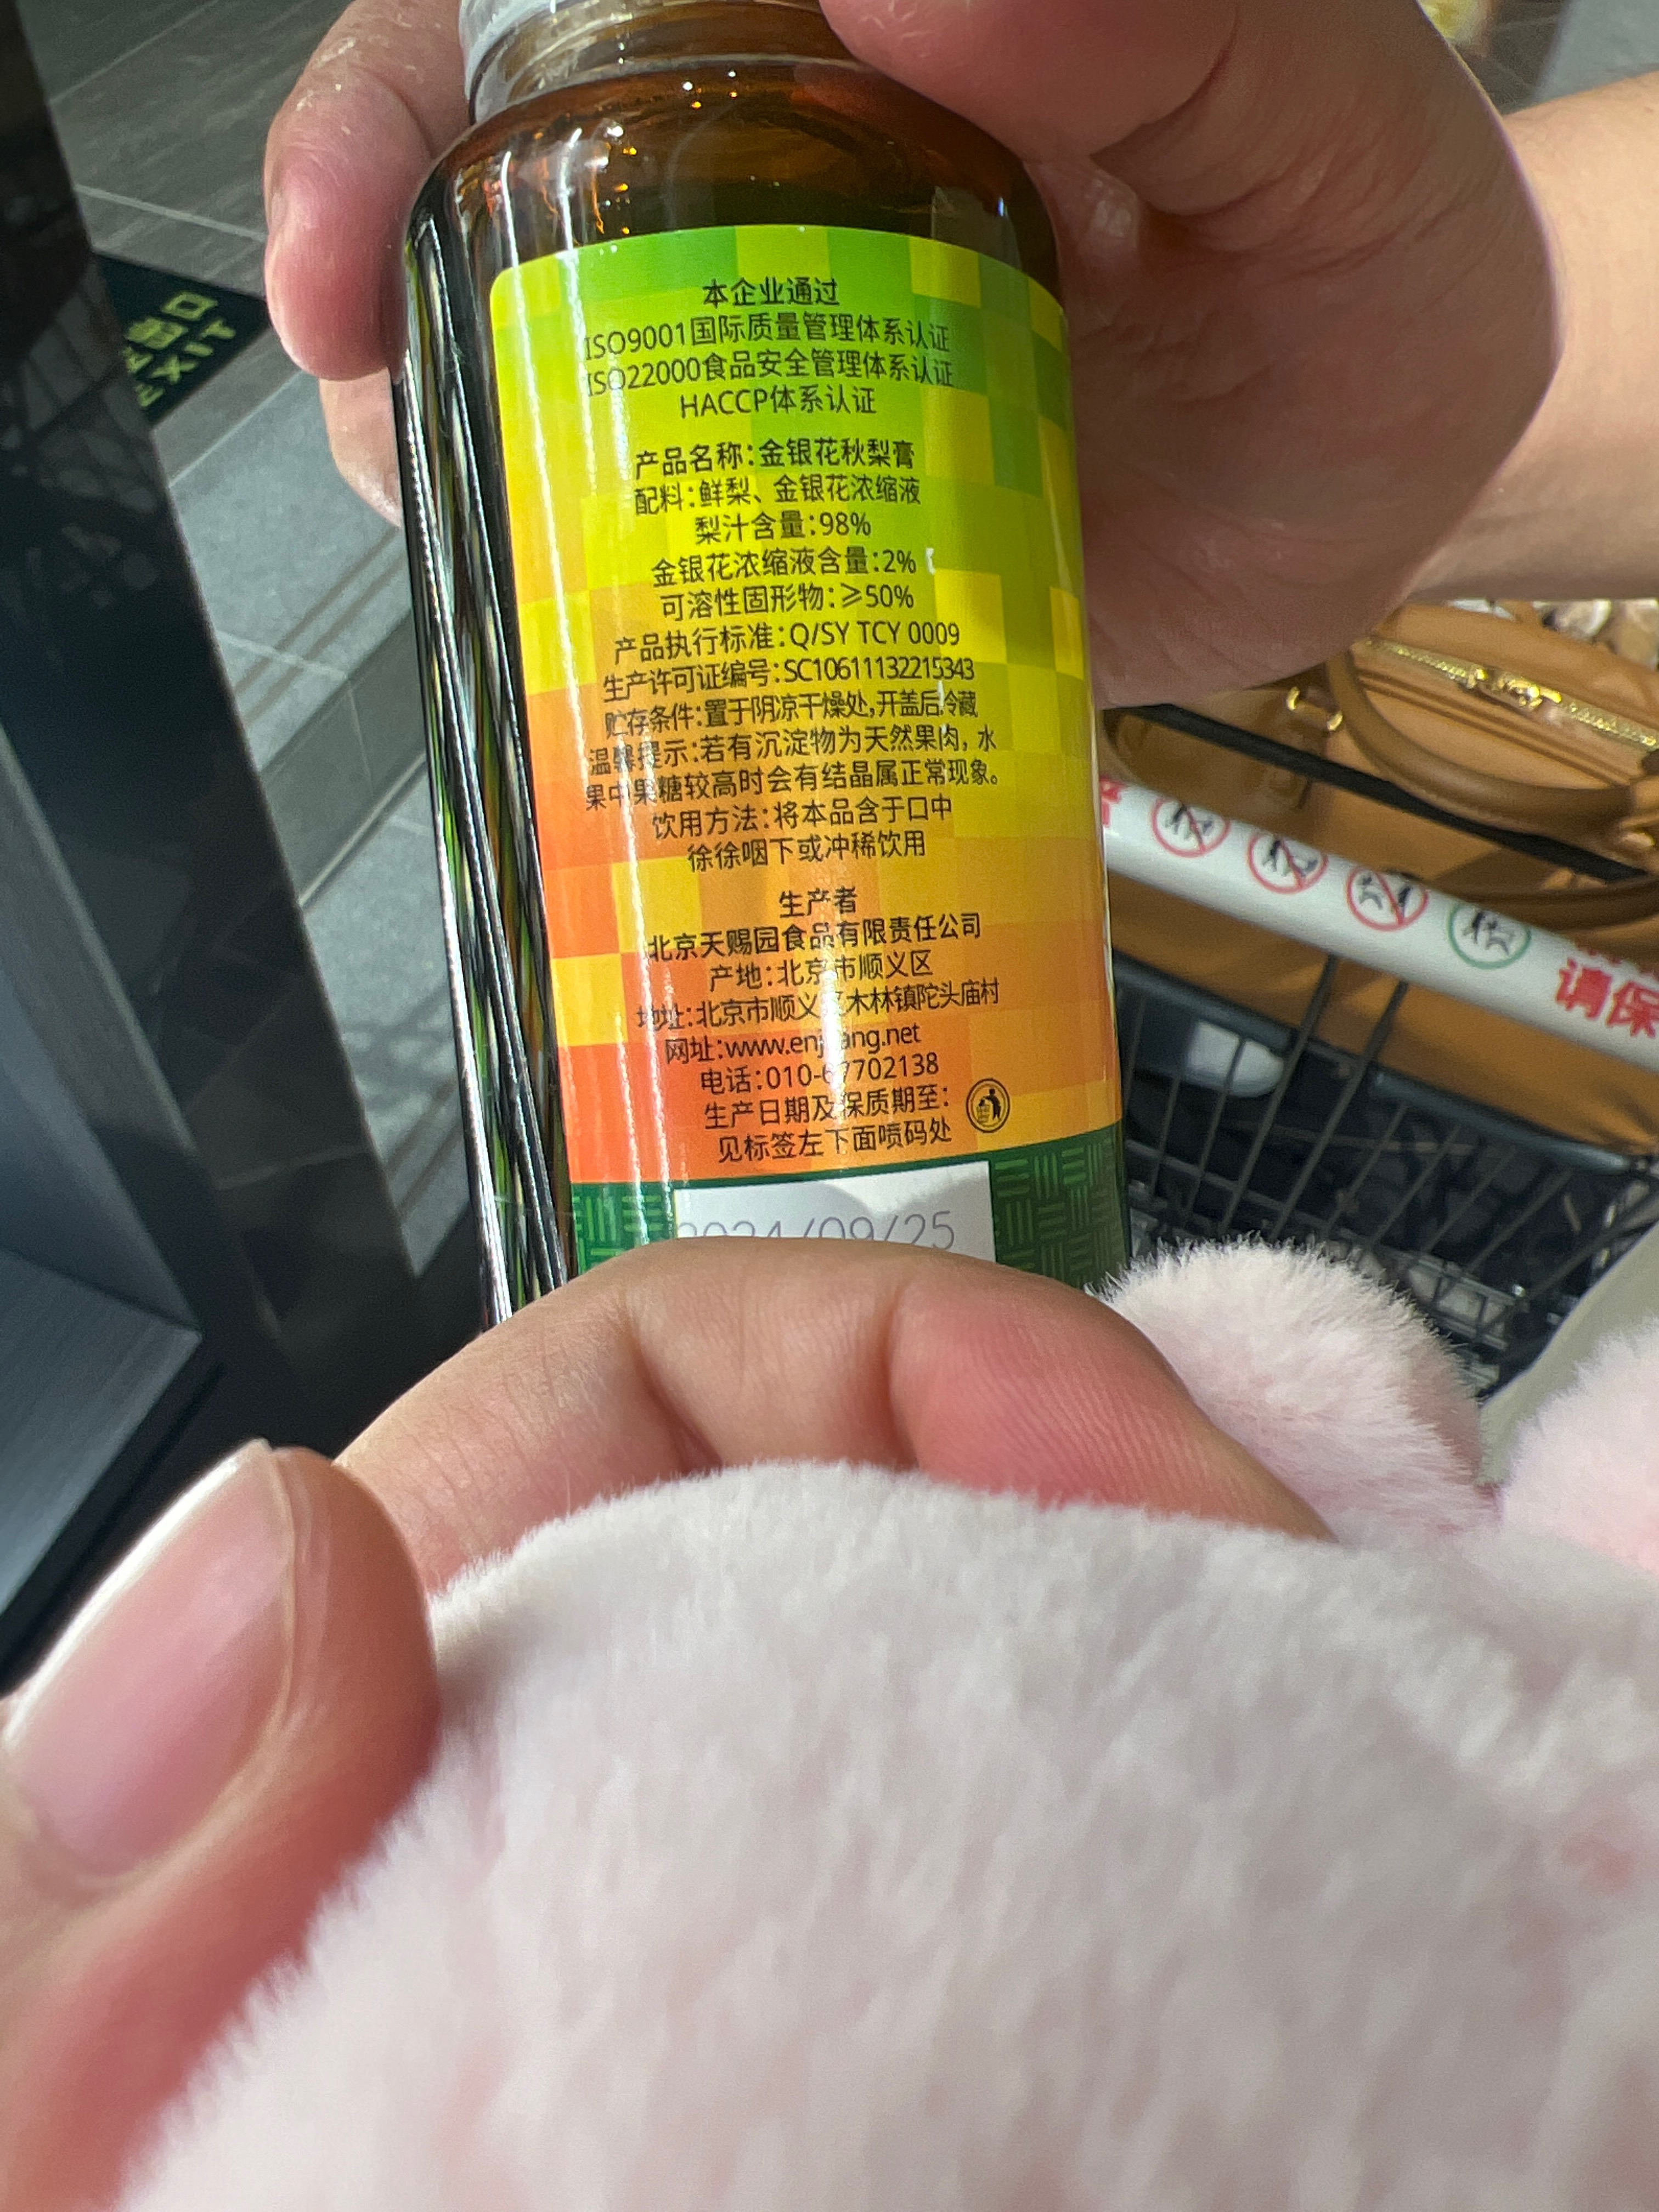 本企业通过
ISO9001国际质量管理体系认证
ISO22000食品安全管理体系认证
HACCP体系认证
产品名称:金银花秋梨膏
配料:鲜梨、金银花浓缩液
梨汁含量:98%
金银花浓缩液含量:2%
可溶性固形物:≥50%
产品执行标准:Q/SY TCY 0009
生产许可证编号:SC10611132215343
贮存条件:置于阴凉干燥处,开盖后冷藏
温馨提示:若有沉淀物为天然果肉, 水
果中果糖较高时会有结晶属正常现象。
饮用方法:将本品含于口中
徐徐咽下或冲稀饮用
生产者
北京天赐园食品有限责任公司
产地:北京市顺义区
地址:北京市顺义区木林镇陀头庙村
网址:
电话:
生产日期及保质期至:
见标签左下面喷码处
2024/09/25
EXIT
请保